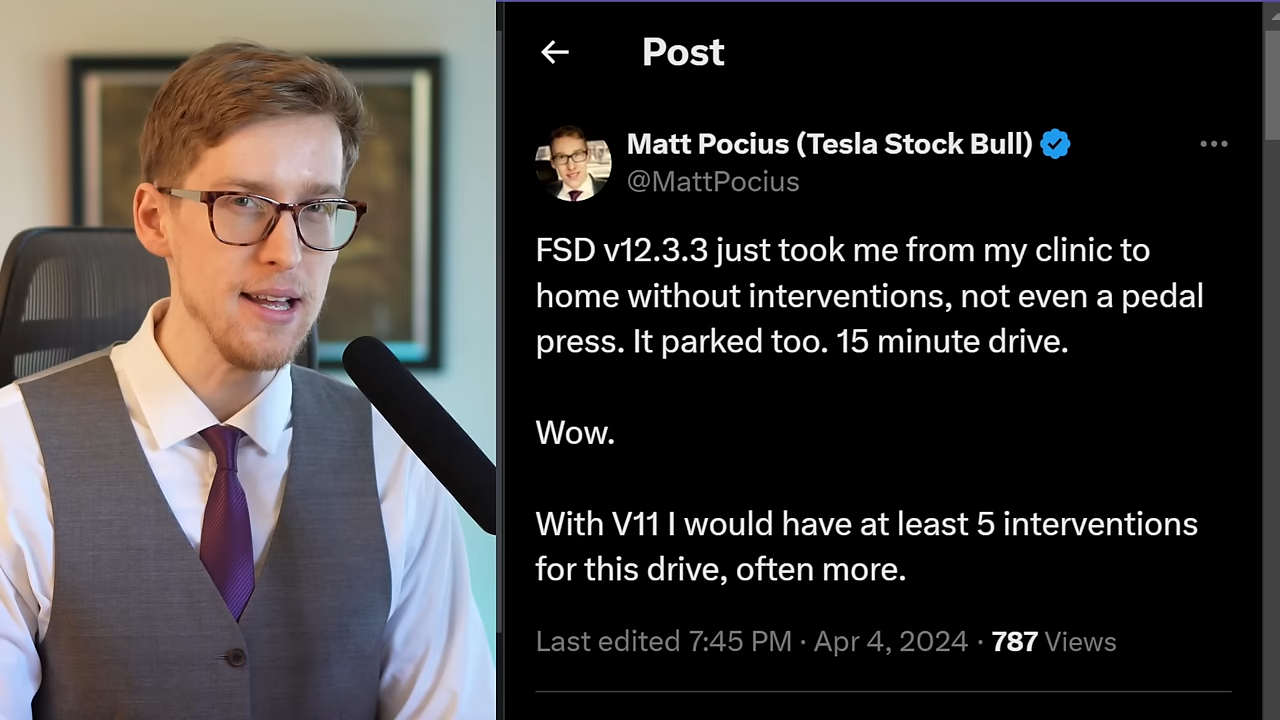 Post
Matt Pocius (Tesla Stock Bull)
@MattPocius
FSD v12.3.3 just took me from my clinic to
home without interventions, not even a pedal
press. It parked too. 15 minute drive.
Wow.
With V11 I would have at least 5 interventions
for this drive, often more.
Last edited 7:45 PM · Apr 4, 2024 · 787 Views